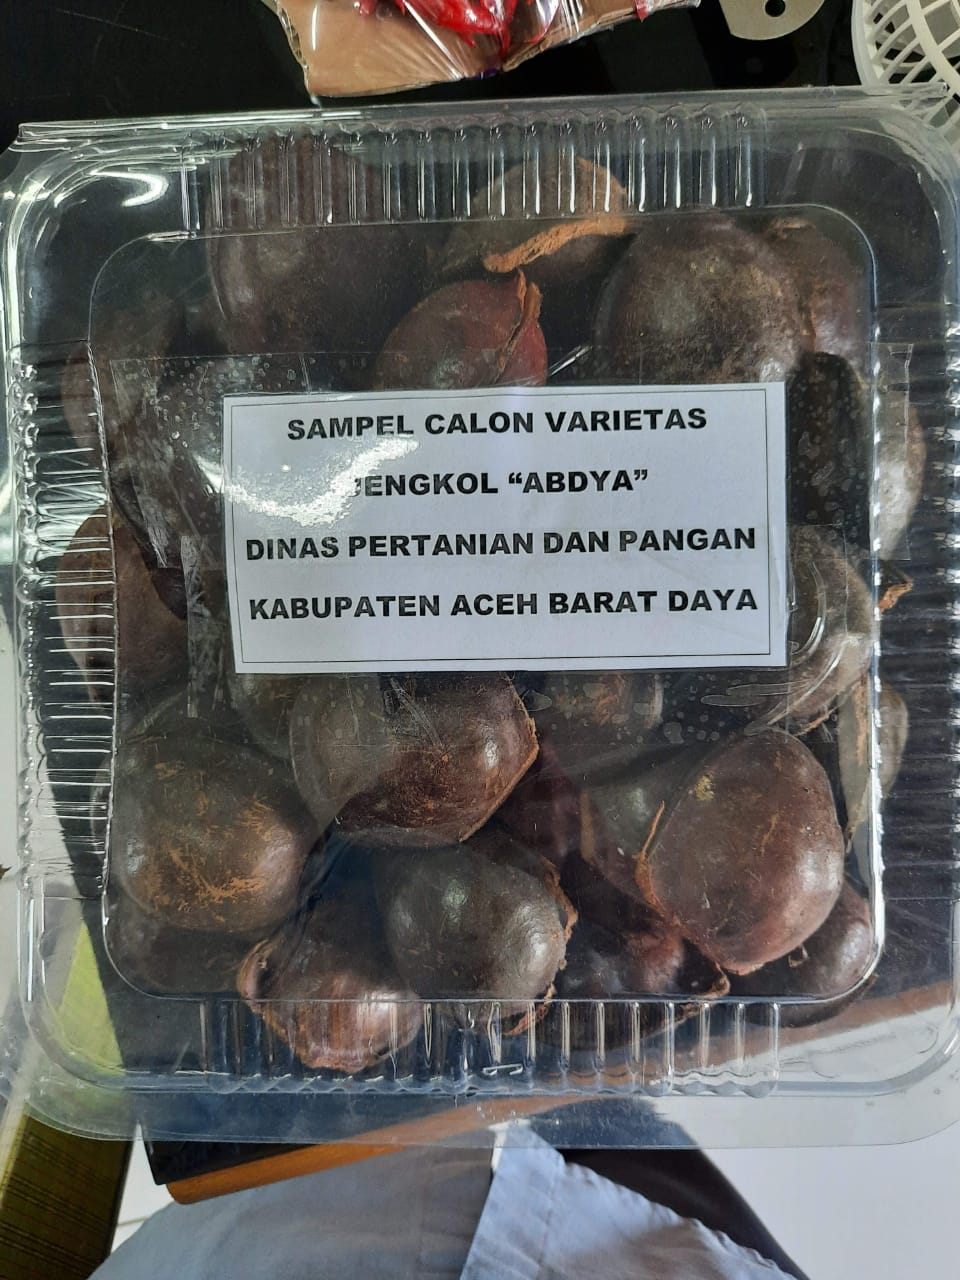 SAMPEL CALON VARIETAS
JENGKOL “ABDYA”
DINAS PERTANIAN DAN PANGAN
KABUPATEN ACEH BARAT DAYA